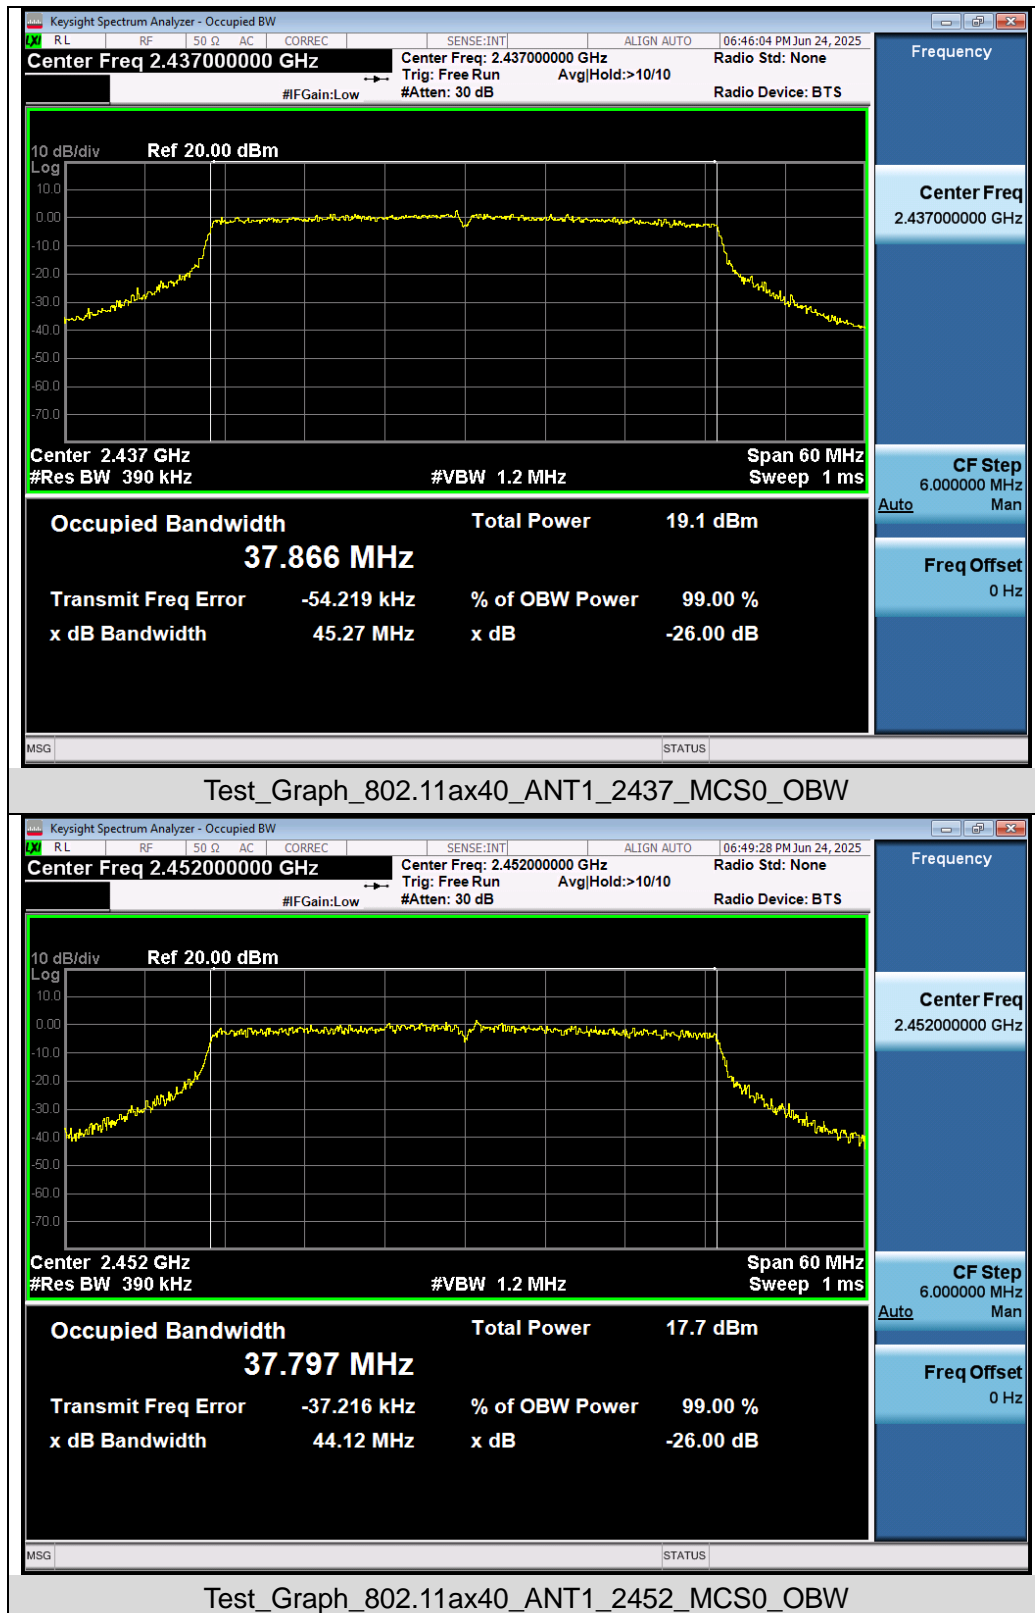 Keysight Spectrum Analyzer - Occupied BW
LXI RL RF 50 Ω AC CORREC SENSE:INT ALIGN AUTO 06:46:04 PM Jun 24, 2025
Center Freq 2.437000000 GHz
Center Freq: 2.437000000 GHz
Radio Std: None
Trig: Free Run Avg|Hold:>10/10
#IFGain:Low
#Atten: 30 dB
Radio Device: BTS
10 dB/div Ref 20.00 dBm
Log
10.0
0.00
-10.0
-20.0
-30.0
-40.0
-50.0
-60.0
-70.0
Center 2.437 GHz Span 60 MHz
#Res BW 390 kHz #VBW 1.2 MHz Sweep 1 ms
Occupied Bandwidth Total Power 19.1 dBm
37.866 MHz
Transmit Freq Error -54.219 kHz % of OBW Power 99.00 %
x dB Bandwidth 45.27 MHz x dB -26.00 dB
MSG STATUS
Frequency
Center Freq
2.437000000 GHz
CF Step
6.000000 MHz
Auto Man
Freq Offset
0 Hz
Test_Graph_802.11ax40_ANT1_2437_MCS0_OBW
Keysight Spectrum Analyzer - Occupied BW
LXI RL RF 50 Ω AC CORREC SENSE:INT ALIGN AUTO 06:49:28 PM Jun 24, 2025
Center Freq 2.452000000 GHz
Center Freq: 2.452000000 GHz
Radio Std: None
Trig: Free Run Avg|Hold:>10/10
#IFGain:Low
#Atten: 30 dB
Radio Device: BTS
10 dB/div Ref 20.00 dBm
Log
10.0
0.00
-10.0
-20.0
-30.0
-40.0
-50.0
-60.0
-70.0
Center 2.452 GHz Span 60 MHz
#Res BW 390 kHz #VBW 1.2 MHz Sweep 1 ms
Occupied Bandwidth Total Power 17.7 dBm
37.797 MHz
Transmit Freq Error -37.216 kHz % of OBW Power 99.00 %
x dB Bandwidth 44.12 MHz x dB -26.00 dB
MSG STATUS
Frequency
Center Freq
2.452000000 GHz
CF Step
6.000000 MHz
Auto Man
Freq Offset
0 Hz
Test_Graph_802.11ax40_ANT1_2452_MCS0_OBW